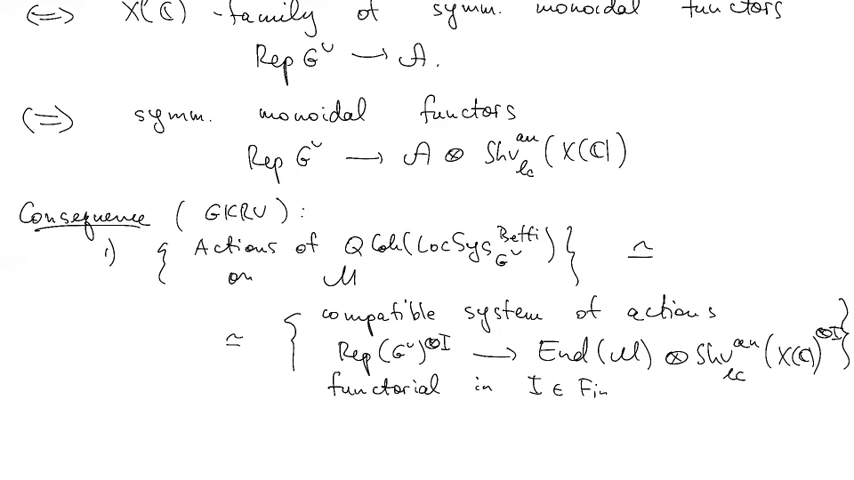 ⟺ X(ℂ) -family of symm. monoidal functors
Rep G^∨ ⟶ 𝒜.
⟺ symm. monoidal functors
Rep G^∨ ⟶ 𝒜 ⊗ Shv_lc^an (X(ℂ))
Consequence ( GKRV ) :
1) { Actions of QCoh(LocSys_{G^∨}^{Betti}) } ≃
on ℳ
≃ { compatible system of actions
Rep(G^∨)^{⊗I} ⟶ End(ℳ) ⊗ Shv_lc^an (X(ℂ))^{⊗I} }
functorial in I ∈ Fin